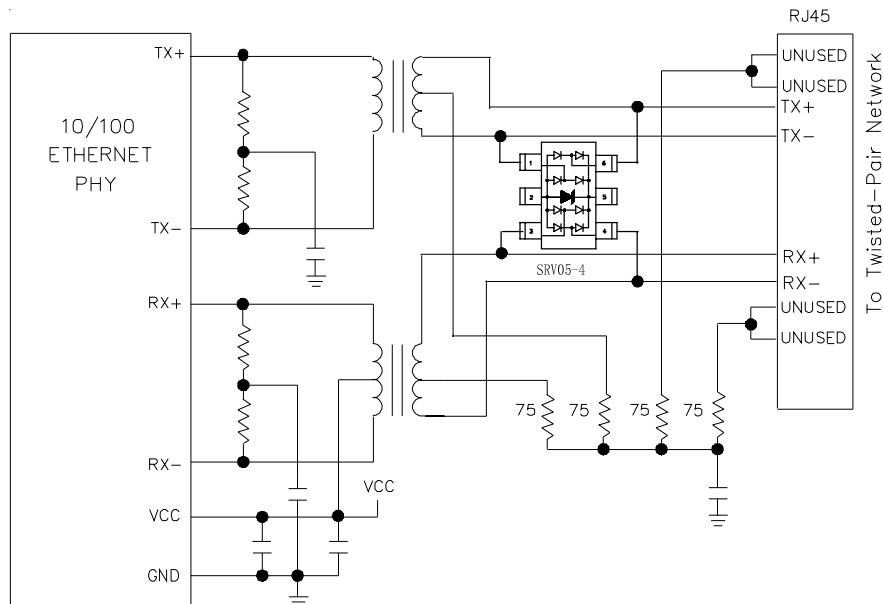 RJ45
TX+
UNUSED
UNUSED
TX+
TX-
10/100
ETHERNET
PHY
1
6
2
5
3
4
TX-
SRV05-4
RX+
RX-
RX+
UNUSED
UNUSED
To Twisted-Pair Network
75
75
75
75
RX-
VCC
VCC
GND